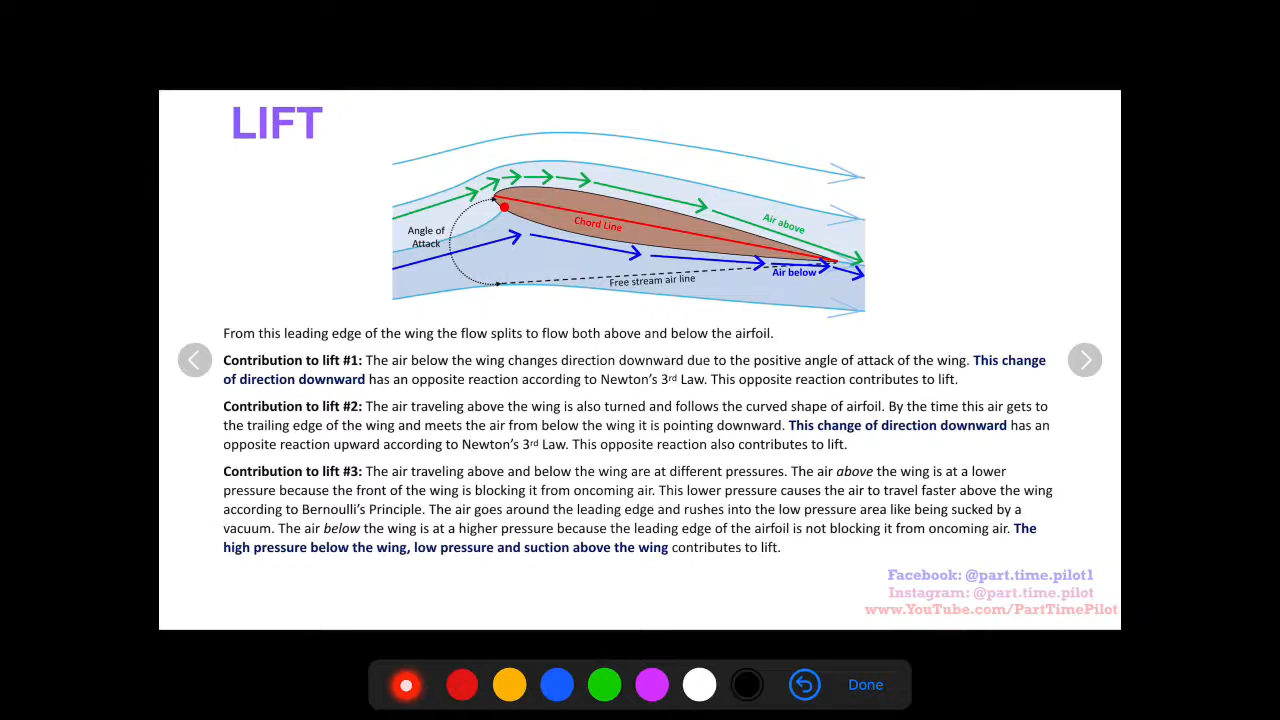 LIFT
Air above
Chord Line
Angle of
Attack
Air below
Free stream air line
From this leading edge of the wing the flow splits to flow both above and below the airfoil.
Contribution to lift #1: The air below the wing changes direction downward due to the positive angle of attack of the wing. This change
of direction downward has an opposite reaction according to Newton's 3rd Law. This opposite reaction contributes to lift.
Contribution to lift #2: The air traveling above the wing is also turned and follows the curved shape of airfoil. By the time this air gets to
the trailing edge of the wing and meets the air from below the wing it is pointing downward. This change of direction downward has an
opposite reaction upward according to Newton's 3rd Law. This opposite reaction also contributes to lift.
Contribution to lift #3: The air traveling above and below the wing are at different pressures. The air above the wing is at a lower
pressure because the front of the wing is blocking it from oncoming air. This lower pressure causes the air to travel faster above the wing
according to Bernoulli's Principle. The air goes around the leading edge and rushes into the low pressure area like being sucked by a
vacuum. The air below the wing is at a higher pressure because the leading edge of the airfoil is not blocking it from oncoming air. The
high pressure below the wing, low pressure and suction above the wing contributes to lift.
Facebook: @part.time.pilot1
Instagram: @part.time.pilot
www.YouTube.com/PartTimePilot
Done